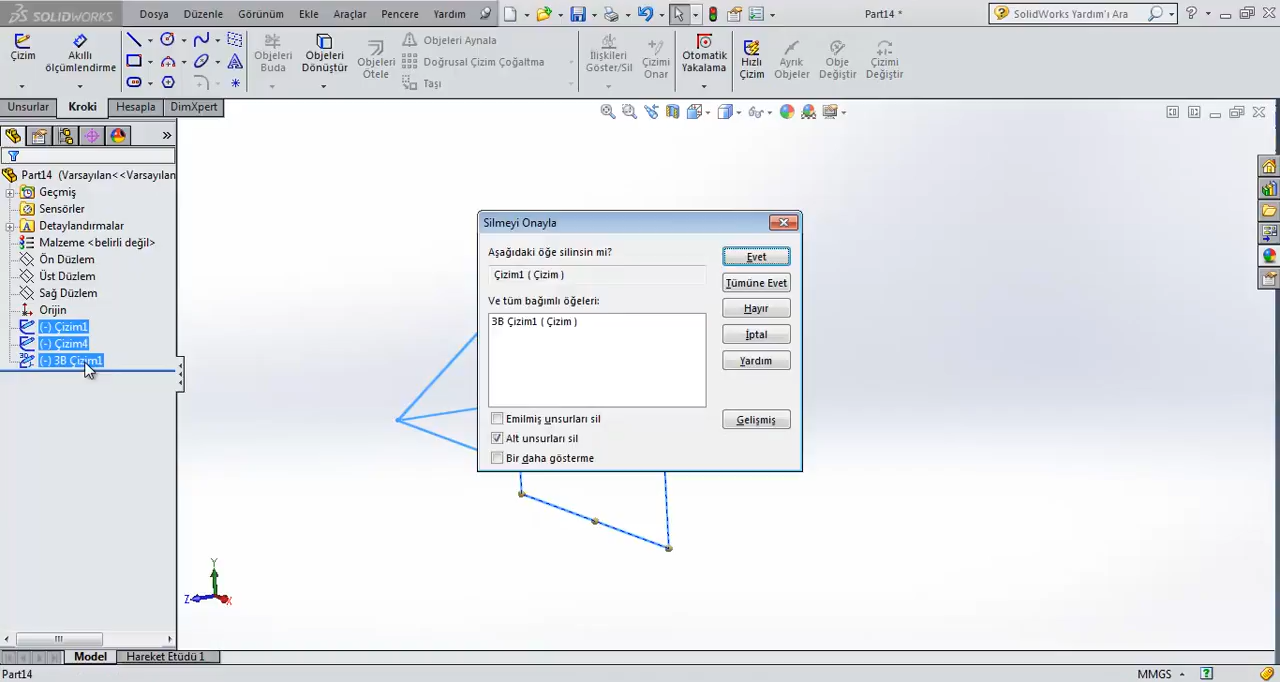 SOLIDWORKS
Dosya Düzenle Görünüm Ekle Araçlar Pencere Yardım
Part14 *
SolidWorks Yardım'ı Ara
Çizim
Akıllı ölçümlendirme
Objeleri Buda
Objeleri Dönüştür
Objeleri Ötele
Objeleri Aynala
Doğrusal Çizim Çoğaltma
Taşı
İlişkileri Göster/Sil
Çizimi Onar
Otomatik Yakalama
Hızlı Çizim
Ayrık Objeler
Obje Değiştir
Çizimi Değiştir
Unsurlar Kroki Hesapla DimXpert
Part14 (Varsayılan<<Varsayılan
Geçmiş
Sensörler
Detaylandırmalar
Malzeme <belirli değil>
Ön Düzlem
Üst Düzlem
Sağ Düzlem
Orijin
(-) Çizim1
(-) Çizim4
(-) 3B Çizim1
Silmeyi Onayla
Aşağıdaki öğe silinsin mi?
Çizim1 ( Çizim )
Ve tüm bağımlı öğeleri:
3B Çizim1 ( Çizim )
Evet
Tümüne Evet
Hayır
İptal
Yardım
Gelişmiş
Emilmiş unsurları sil
Alt unsurları sil
Bir daha gösterme
Y
Z
X
Model Hareket Etüdü 1
Part14
MMGS